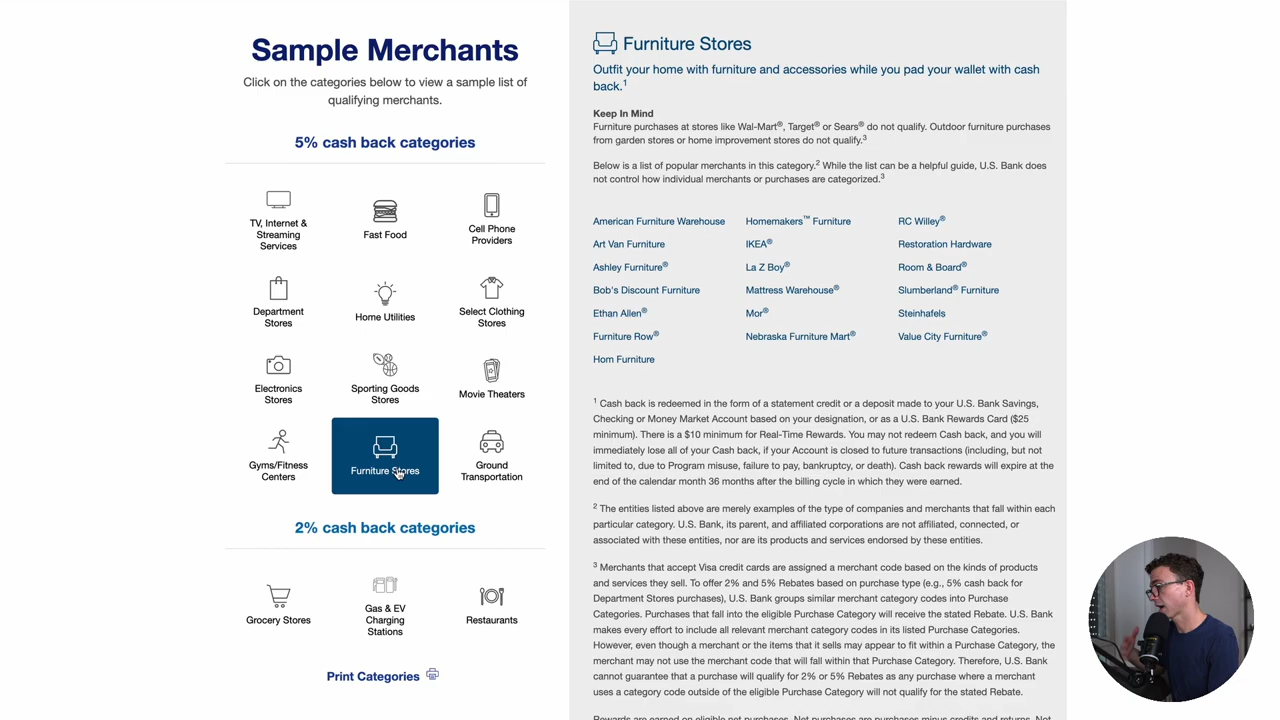 Sample Merchants
Click on the categories below to view a sample list of
qualifying merchants.
5% cash back categories
TV, Internet &
Streaming
Services
Fast Food
Cell Phone
Providers
Department
Stores
Home Utilities
Select Clothing
Stores
Electronics
Stores
Sporting Goods
Stores
Movie Theaters
Gyms/Fitness
Centers
Furniture Stores
Ground
Transportation
2% cash back categories
Grocery Stores
Gas & EV
Charging
Stations
Restaurants
Print Categories
Furniture Stores
Outfit your home with furniture and accessories while you pad your wallet with cash
back.1
Keep In Mind
Furniture purchases at stores like Wal-Mart®, Target® or Sears® do not qualify. Outdoor furniture purchases
from garden stores or home improvement stores do not qualify.3
Below is a list of popular merchants in this category.2 While the list can be a helpful guide, U.S. Bank does
not control how individual merchants or purchases are categorized.3
American Furniture Warehouse
Homemakers™ Furniture
RC Willey®
Art Van Furniture
IKEA®
Restoration Hardware
Ashley Furniture®
La Z Boy®
Room & Board®
Bob's Discount Furniture
Mattress Warehouse®
Slumberland® Furniture
Ethan Allen®
Mor®
Steinhafels
Furniture Row®
Nebraska Furniture Mart®
Value City Furniture®
Hom Furniture
1 Cash back is redeemed in the form of a statement credit or a deposit made to your U.S. Bank Savings,
Checking or Money Market Account based on your designation, or as a U.S. Bank Rewards Card ($25
minimum). There is a $10 minimum for Real-Time Rewards. You may not redeem Cash back, and you will
immediately lose all of your Cash back, if your Account is closed to future transactions (including, but not
limited to, due to Program misuse, failure to pay, bankruptcy, or death). Cash back rewards will expire at the
end of the calendar month 36 months after the billing cycle in which they were earned.
2 The entities listed above are merely examples of the type of companies and merchants that fall within each
particular category. U.S. Bank, its parent, and affiliated corporations are not affiliated, connected, or
associated with these entities, nor are its products and services endorsed by these entities.
3 Merchants that accept Visa credit cards are assigned a merchant code based on the kinds of products
and services they sell. To offer 2% and 5% Rebates based on purchase type (e.g., 5% cash back for
Department Stores purchases), U.S. Bank groups similar merchant category codes into Purchase
Categories. Purchases that fall into the eligible Purchase Category will receive the stated Rebate. U.S. Bank
makes every effort to include all relevant merchant category codes in its listed Purchase Categories.
However, even though a merchant or the items that it sells may appear to fit within a Purchase Category, the
merchant may not use the merchant code that will fall within that Purchase Category. Therefore, U.S. Bank
cannot guarantee that a purchase will qualify for 2% or 5% Rebates as any purchase where a merchant
uses a category code outside of the eligible Purchase Category will not qualify for the stated Rebate.
Rewards are earned on eligible net purchases. Net purchases are purchases minus credits and returns. Not